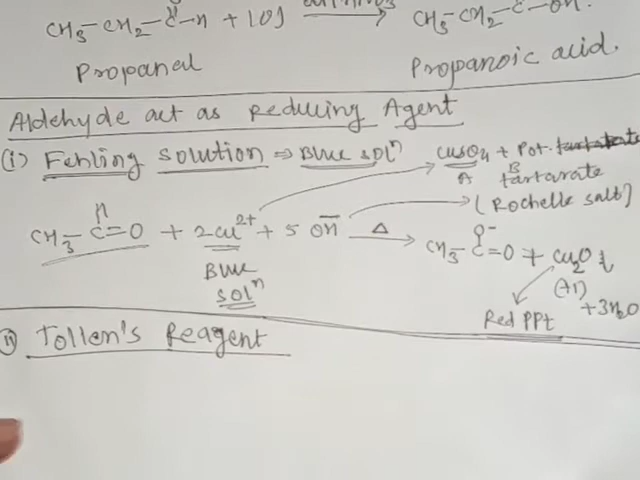 CH3-CH2-C-H + [O] → CH3-CH2-C-OH.
Propanal
Propanoic acid.
Aldehyde act as Reducing Agent
(i) Fehling solution ⇒ Blue solⁿ
CuSO4 + Pot.
A B tartarate
(Rochelle salt)
CH3-C=O + 2Cu²⁺ + 5 OH⁻ —Δ→ CH3-C=O + Cu2O↓
H
O⁻
Blue
solⁿ
(+1)
+3H2O
Red PPt
(ii) Tollen's Reagent